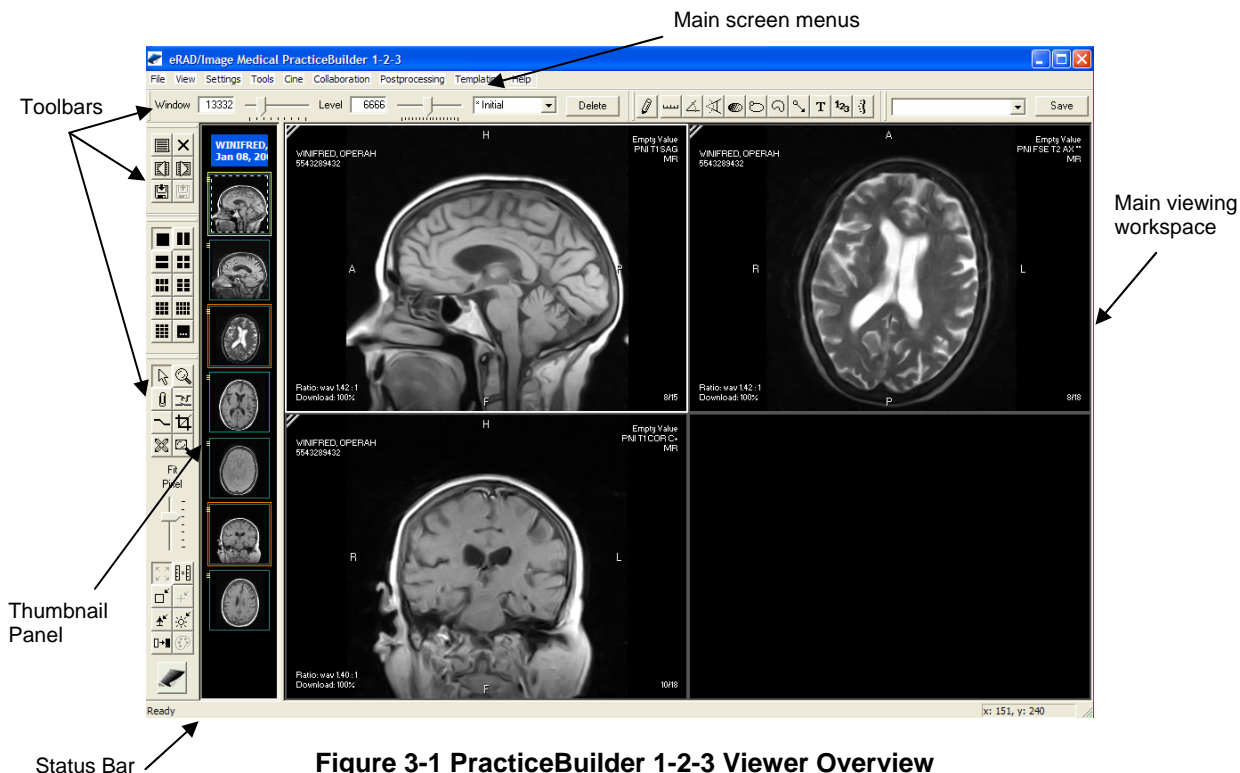 Main screen menus
eRAD/Image Medical PracticeBuilder 1-2-3
File View Settings Tools Cine Collaboration Postprocessing Help
Toolbars
Window 13332 Level 6666 * Initial Delete T 123 Save
WINIFRED,
Jan 08, 20
H
WINIFRED, OPERAH
5543289432
Empty Value
PNI T1 SAG
MR
A
P
Ratio: wav 1.42 : 1
Download: 100%
F
8/15
A
WINIFRED, OPERAH
5543289432
Empty Value
PNI FSE T2 AX **
MR
R
L
Ratio: wav 1.42 : 1
Download: 100%
P
8/18
Main viewing
workspace
Fit
Pixel
H
WINIFRED, OPERAH
5543289432
Empty Value
PNI T1 COR C+
MR
R
L
Ratio: wav 1.40 : 1
Download: 100%
F
10/18
Thumbnail
Panel
Ready
x: 151, y: 240
Status Bar
Figure 3-1 PracticeBuilder 1-2-3 Viewer Overview